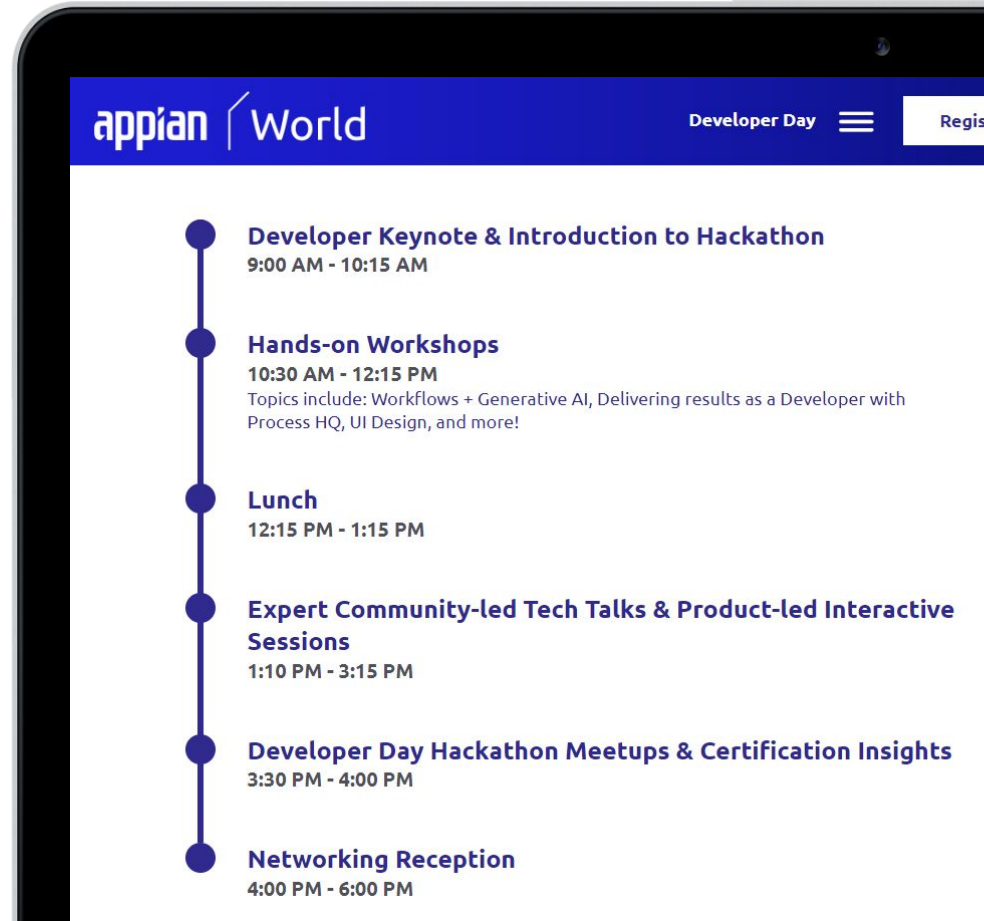 appian World
Developer Day
Developer Keynote & Introduction to Hackathon
9:00 AM - 10:15 AM
Hands-on Workshops
10:30 AM - 12:15 PM
Topics include: Workflows + Generative AI, Delivering results as a Developer with
Process HQ, UI Design, and more!
Lunch
12:15 PM - 1:15 PM
Expert Community-led Tech Talks & Product-led Interactive
Sessions
1:10 PM - 3:15 PM
Developer Day Hackathon Meetups & Certification Insights
3:30 PM - 4:00 PM
Networking Reception
4:00 PM - 6:00 PM